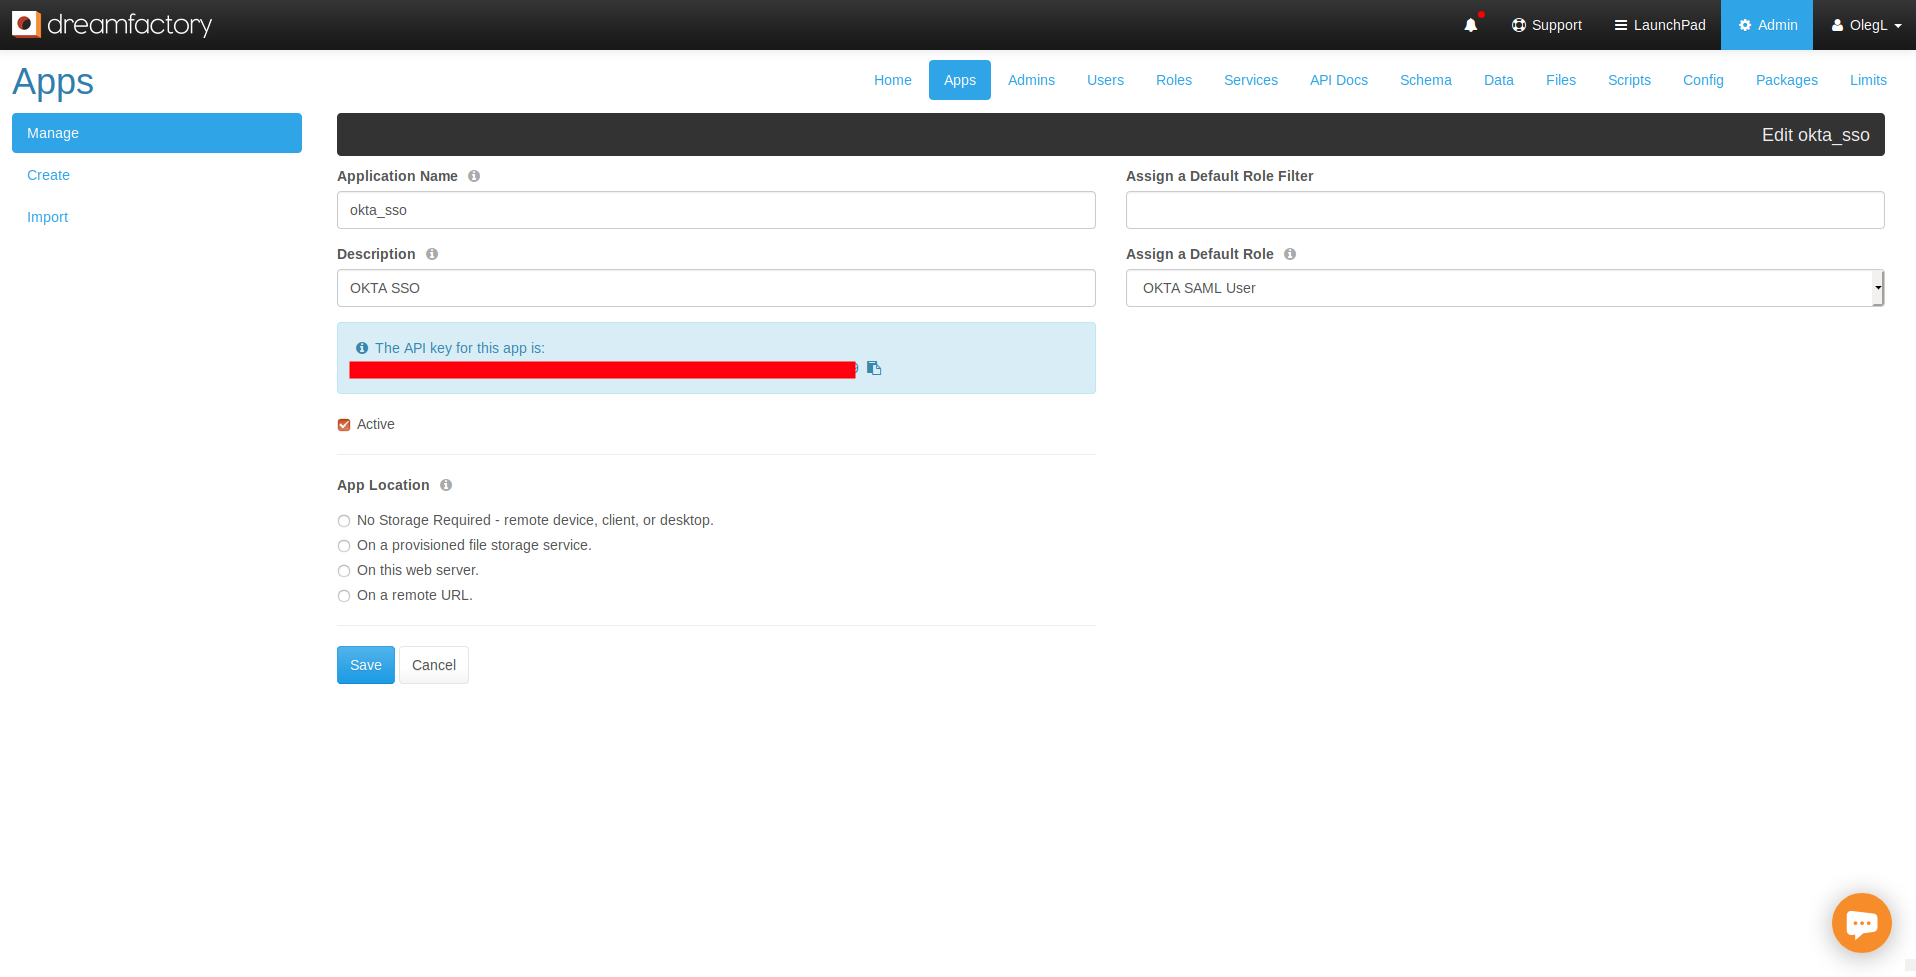 dreamfactory
Support
LaunchPad
Admin
OlegL
Apps
Home
Apps
Admins
Users
Roles
Services
API Docs
Schema
Data
Files
Scripts
Config
Packages
Limits
Manage
Create
Import
Edit okta_sso
Application Name
okta_sso
Assign a Default Role Filter
Description
OKTA SSO
Assign a Default Role
OKTA SAML User
The API key for this app is:
Active
App Location
No Storage Required - remote device, client, or desktop.
On a provisioned file storage service.
On this web server.
On a remote URL.
Save
Cancel